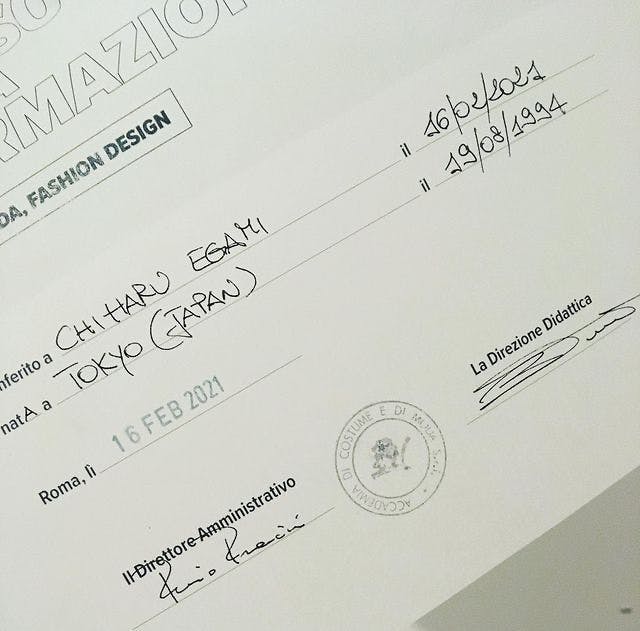 RMAZIO
DA, FASHION DESIGN
nferito a CHIHARU EGAMI il 16/02/2021
natA a TOKYO (JAPAN) il 19/08/1994
Roma, lì 16 FEB 2021
La Direzione Didattica
ACCADEMIA DI COSTUME E DI MODA S.r.l.
Il Direttore Amministrativo